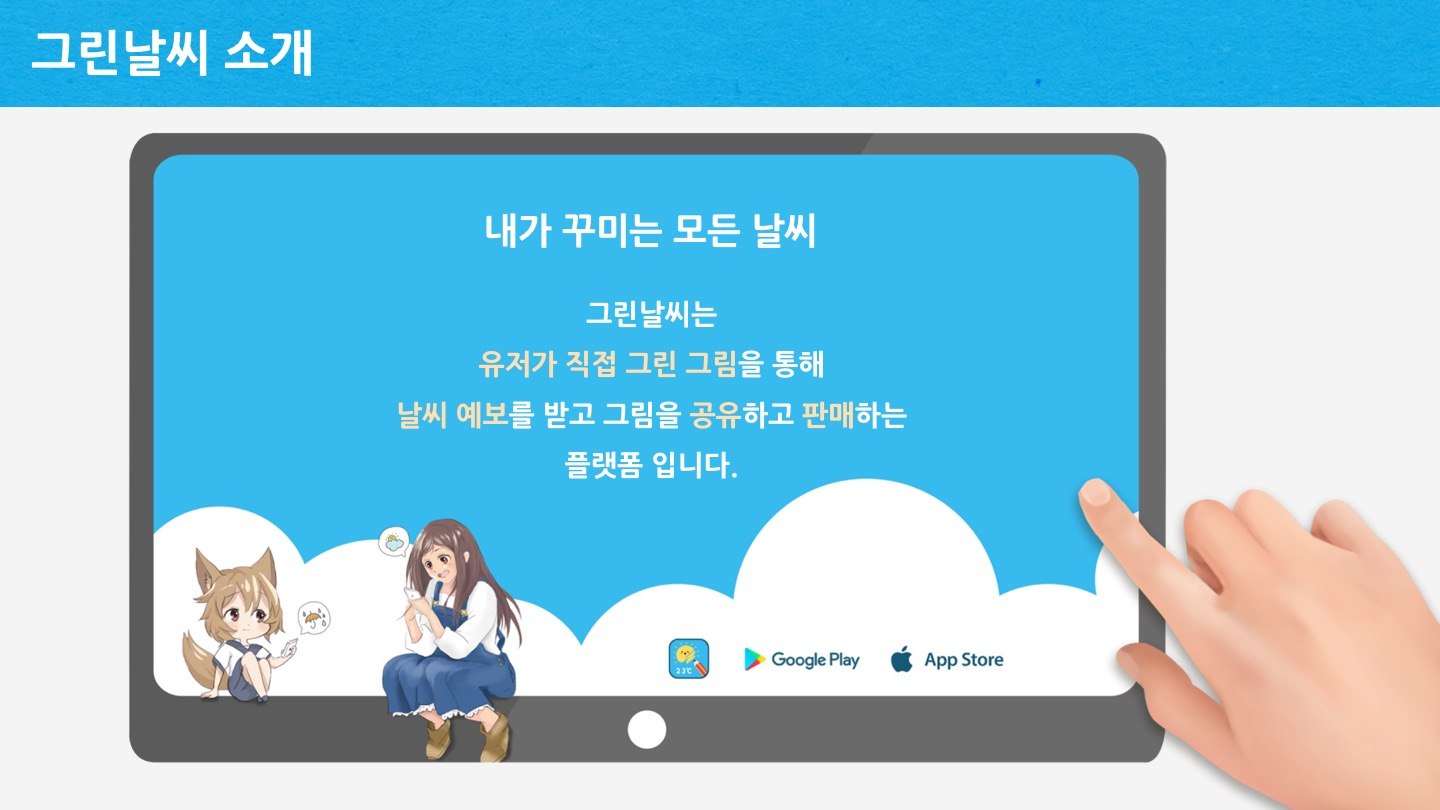 그린날씨 소개
내가 꾸미는 모든 날씨
그린날씨는
유저가 직접 그린 그림을 통해
날씨 예보를 받고 그림을 공유하고 판매하는
플랫폼 입니다.
23℃
Google Play
App Store